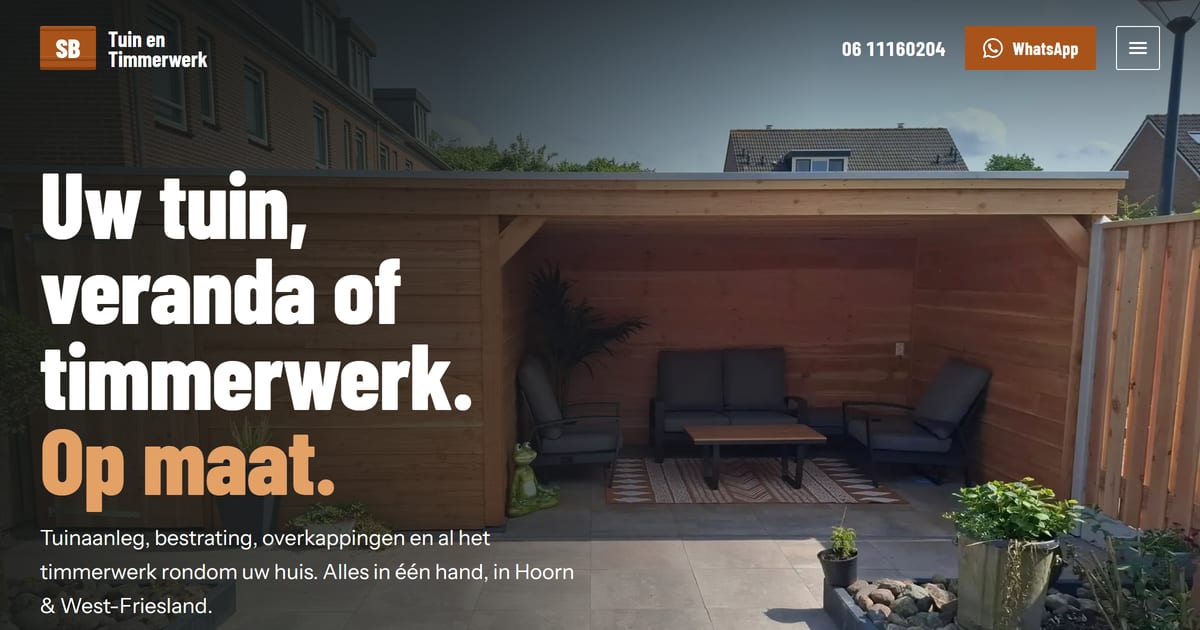 SB
Tuin en
Timmerwerk
06 11160204
WhatsApp
Uw tuin,
veranda of
timmerwerk.
Op maat.
Tuinaanleg, bestrating, overkappingen en al het
timmerwerk rondom uw huis. Alles in één hand, in Hoorn
& West-Friesland.